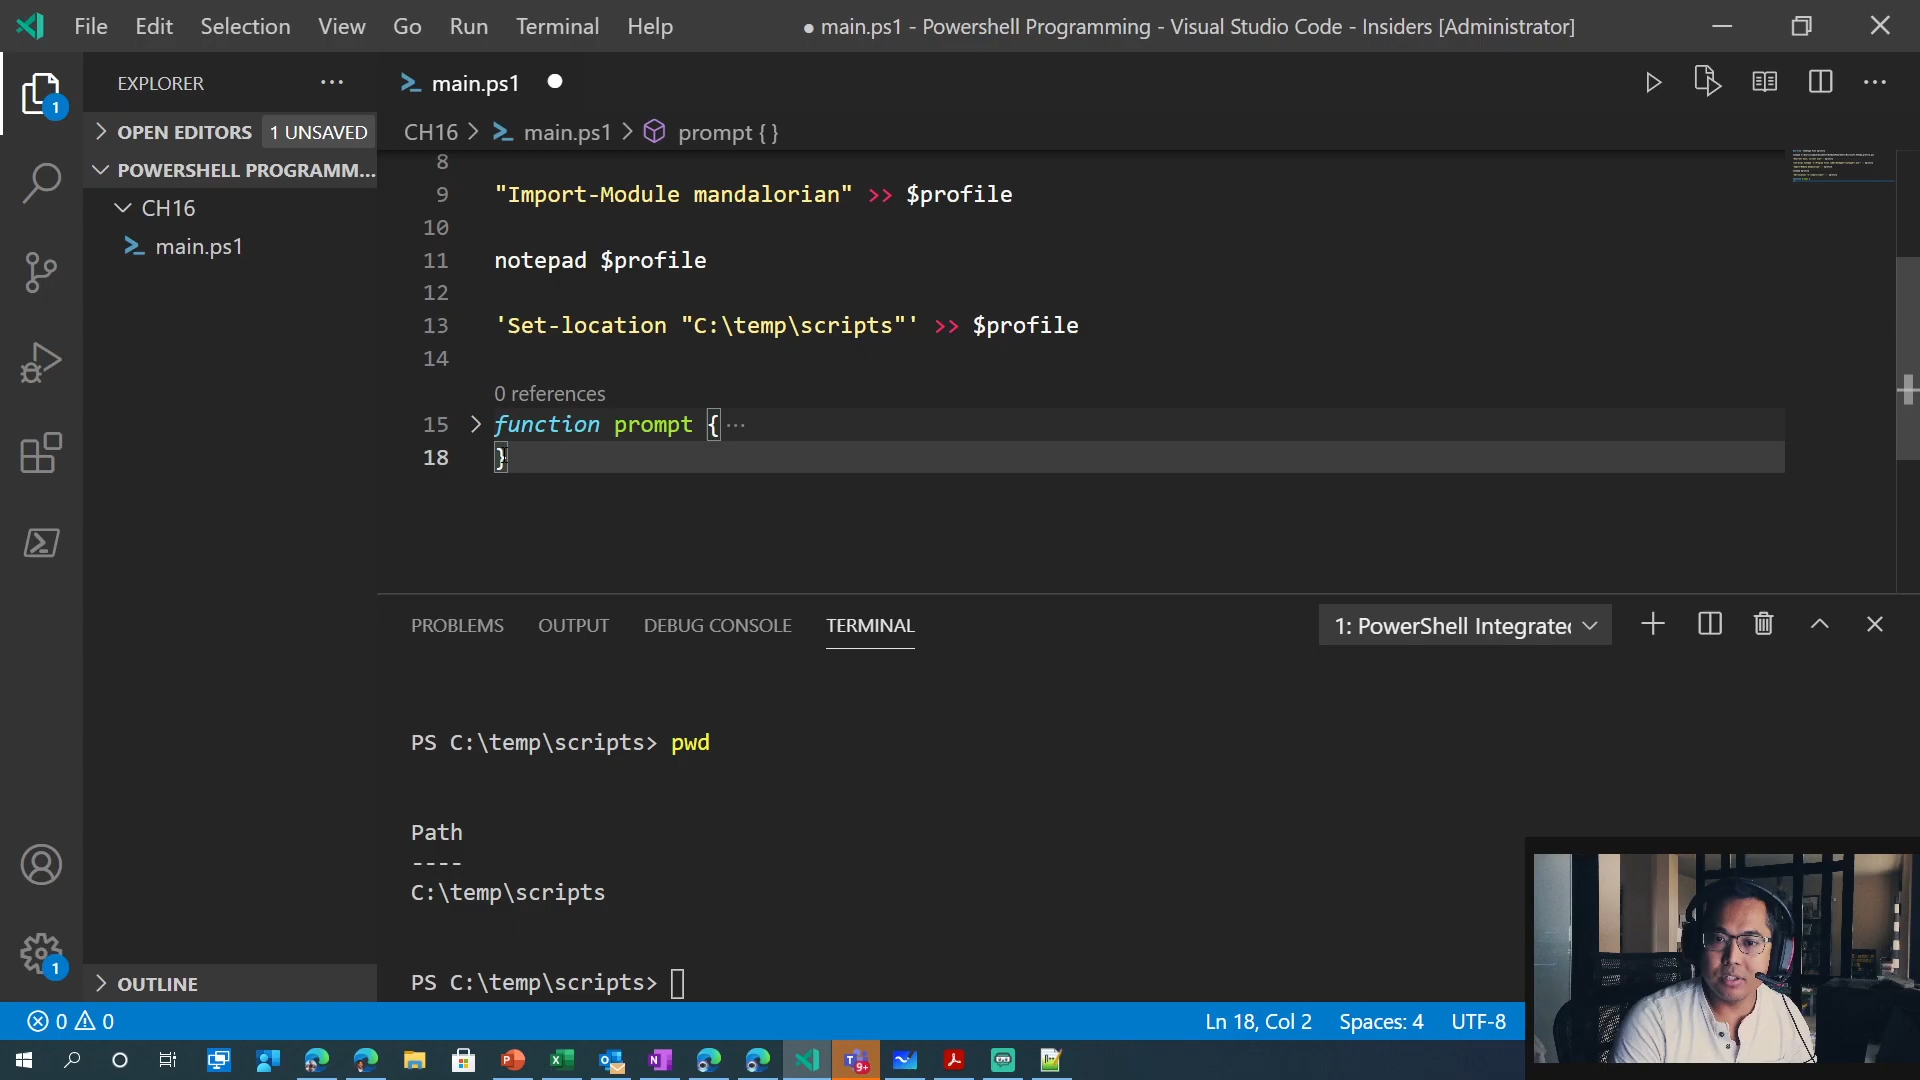 File Edit Selection View Go Run Terminal Help
● main.ps1 - Powershell Programming - Visual Studio Code - Insiders [Administrator]
EXPLORER ···
1
OPEN EDITORS 1 UNSAVED
POWERSHELL PROGRAMM...
CH16
main.ps1
OUTLINE
1
main.ps1
CH16 > main.ps1 > prompt { }
8
9 "Import-Module mandalorian" >> $profile
10
11 notepad $profile
12
13 'Set-location "C:\temp\scripts"' >> $profile
14
0 references
15 function prompt { ···
18 }
PROBLEMS OUTPUT DEBUG CONSOLE TERMINAL
1: PowerShell Integrated
PS C:\temp\scripts> pwd
Path
----
C:\temp\scripts
PS C:\temp\scripts>
0 0
Ln 18, Col 2 Spaces: 4 UTF-8
9+